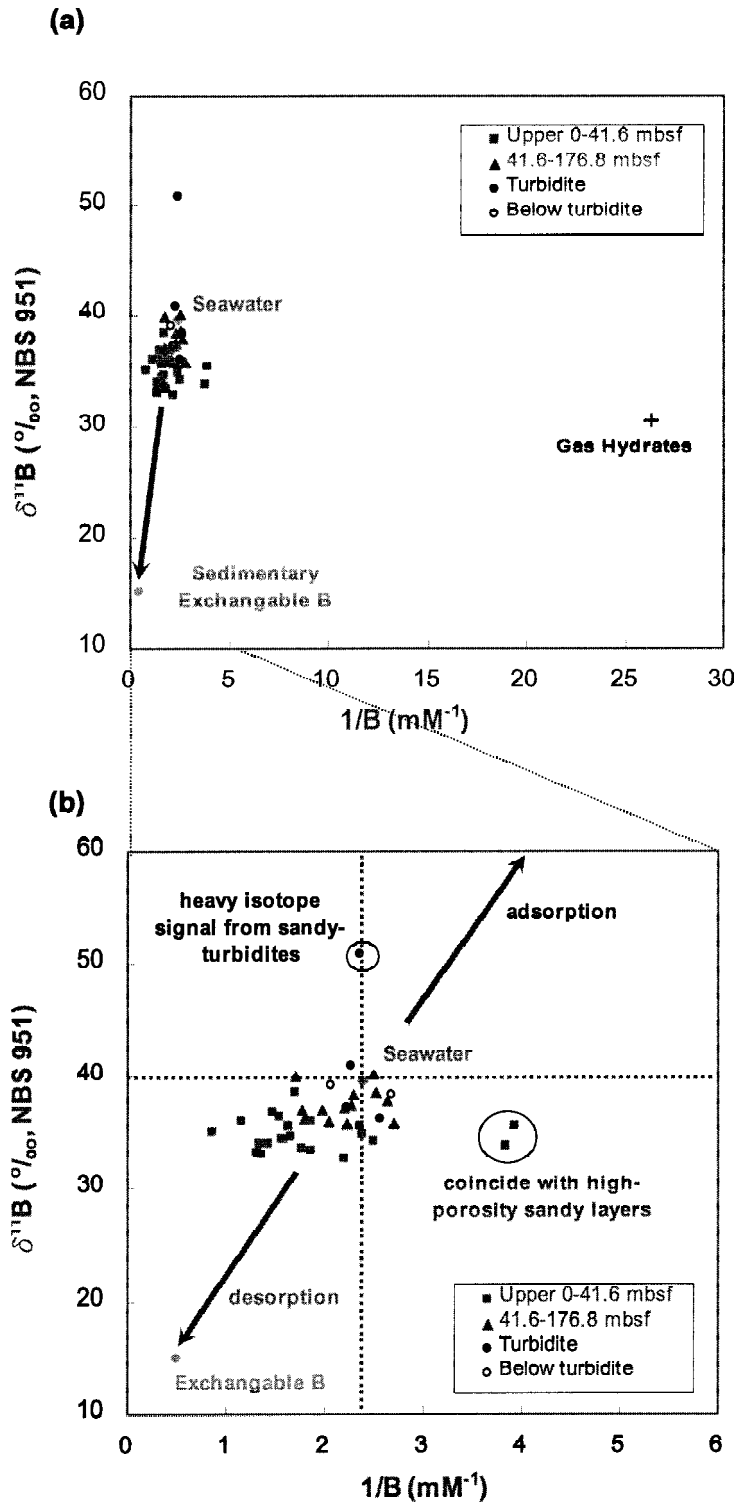 (a)
60
50
40
30
20
10
δ¹¹B (º/ₒₒ, NBS 951)
Upper 0-41.6 mbsf
41.6-176.8 mbsf
Turbidite
Below turbidite
Seawater
Gas Hydrates
Sedimentary
Exchangable B
0 5 10 15 20 25 30
1/B (mM⁻¹)
(b)
60
50
40
30
20
10
δ¹¹B (º/ₒₒ, NBS 951)
heavy isotope
signal from sandy-
turbidites
adsorption
Seawater
coincide with high-
porosity sandy layers
desorption
Exchangable B
Upper 0-41.6 mbsf
41.6-176.8 mbsf
Turbidite
Below turbidite
0 1 2 3 4 5 6
1/B (mM⁻¹)